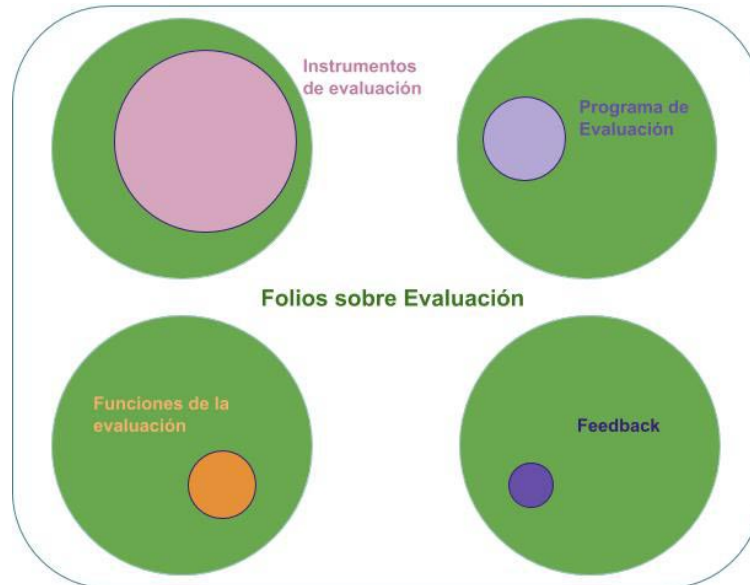 Instrumentos
de evaluación
Programa de
Evaluación
Folios sobre Evaluación
Funciones de la
evaluación
Feedback